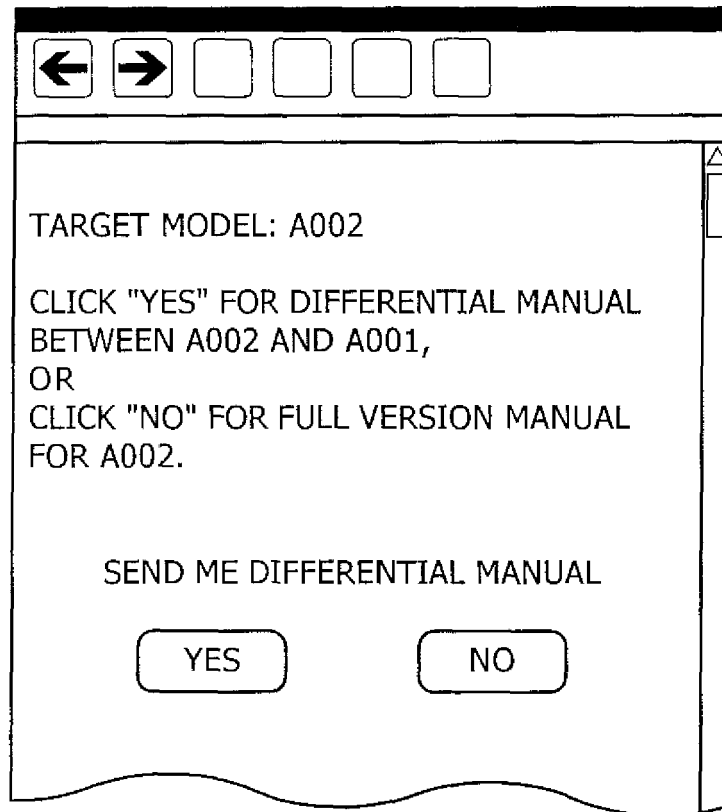 TARGET MODEL: A002
CLICK "YES" FOR DIFFERENTIAL MANUAL
BETWEEN A002 AND A001,
OR
CLICK "NO" FOR FULL VERSION MANUAL
FOR A002.
SEND ME DIFFERENTIAL MANUAL
YES NO